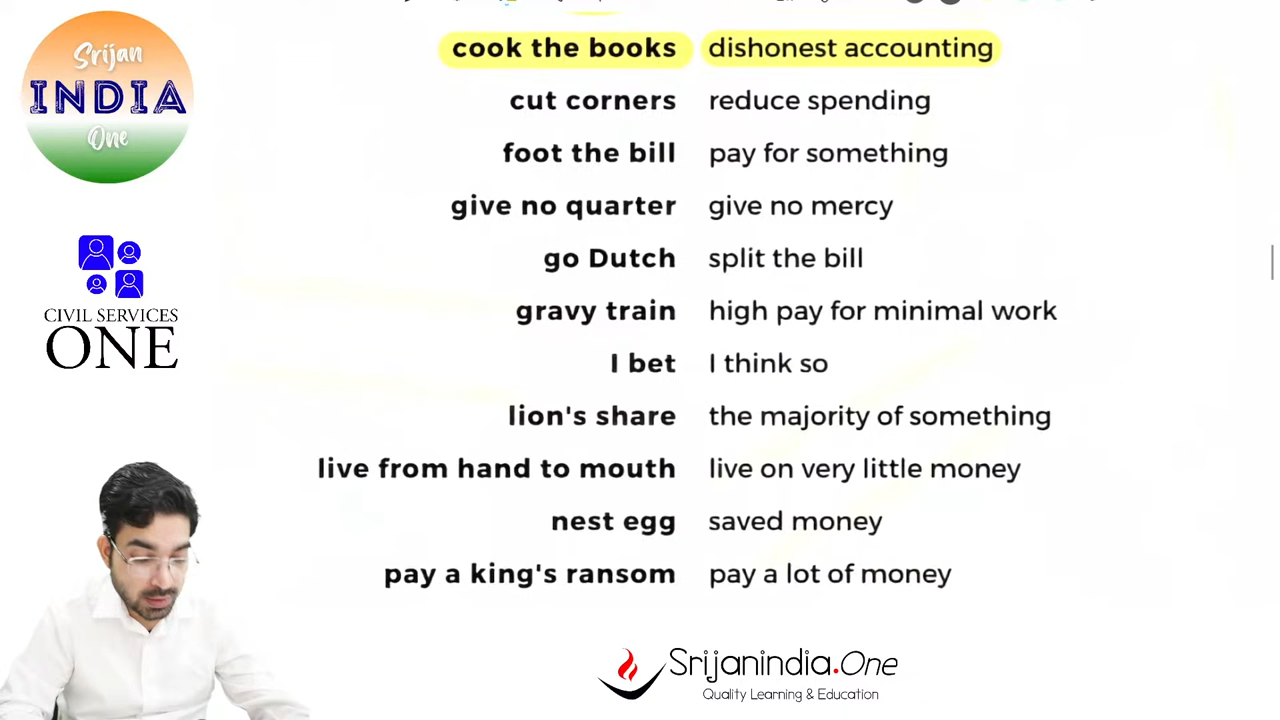 Srijan
INDIA
One
CIVIL SERVICES
ONE
cook the books dishonest accounting
cut corners reduce spending
foot the bill pay for something
give no quarter give no mercy
go Dutch split the bill
gravy train high pay for minimal work
I bet I think so
lion's share the majority of something
live from hand to mouth live on very little money
nest egg saved money
pay a king's ransom pay a lot of money
Srijanindia.One
Quality Learning & Education